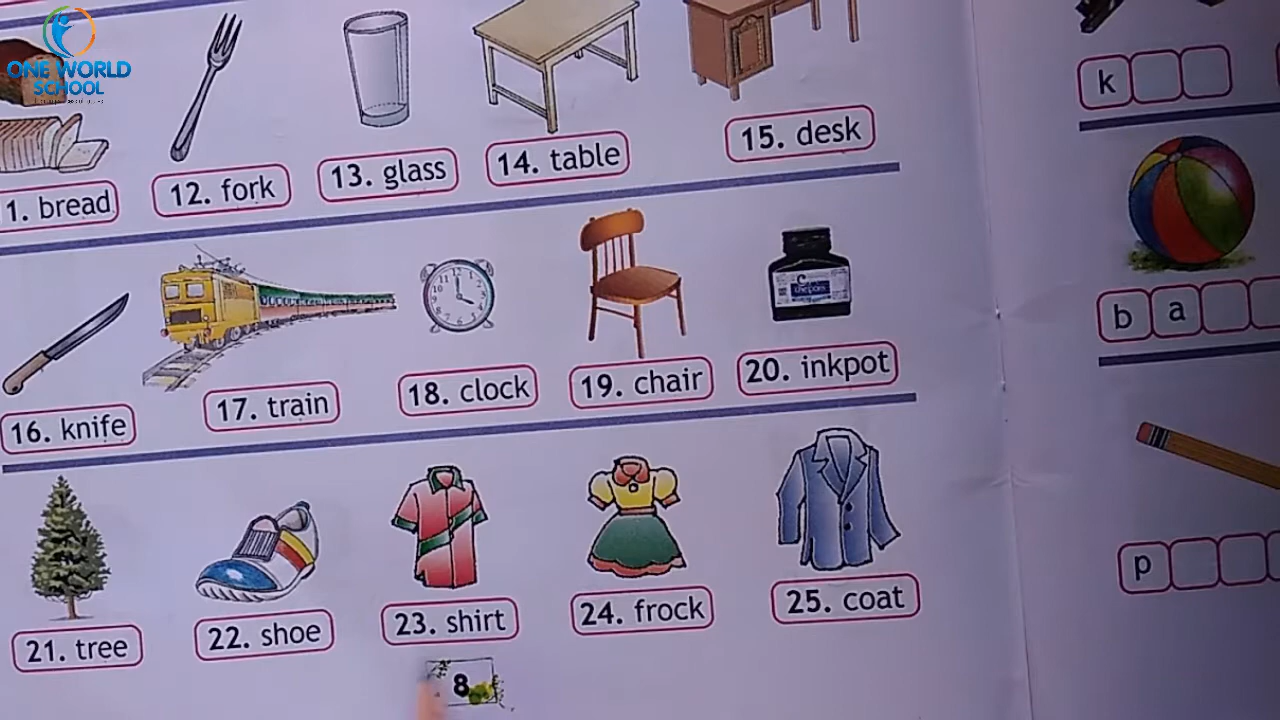 ONE WORLD
SCHOOL
1. bread
12. fork
13. glass
14. table
15. desk
16. knife
17. train
18. clock
19. chair
20. inkpot
21. tree
22. shoe
23. shirt
24. frock
25. coat
8
k
b a
p